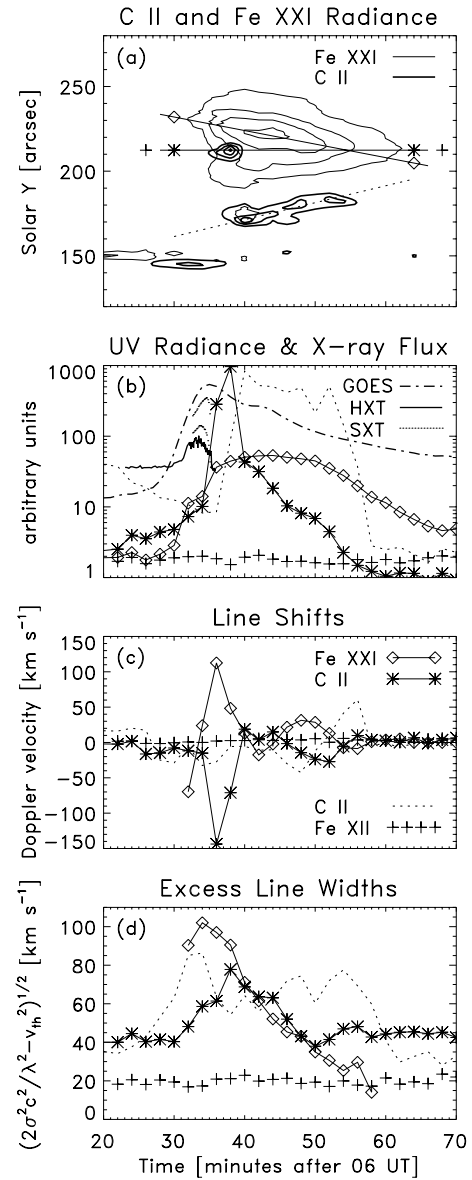 C II and Fe XXI Radiance
(a)
Fe XXI
C II
250
200
150
Solar Y [arcsec]
UV Radiance & X-ray Flux
(b)
GOES
HXT
SXT
1000
100
10
1
arbitrary units
Line Shifts
(c)
Fe XXI
C II
150
100
50
0
-50
-100
-150
Doppler velocity [km s⁻¹]
C II
Fe XII
Excess Line Widths
(d)
100
80
60
40
20
0
(2σ²c²/λ²-v_th²)^1/2 [km s⁻¹]
20 30 40 50 60 70
Time [minutes after 06 UT]